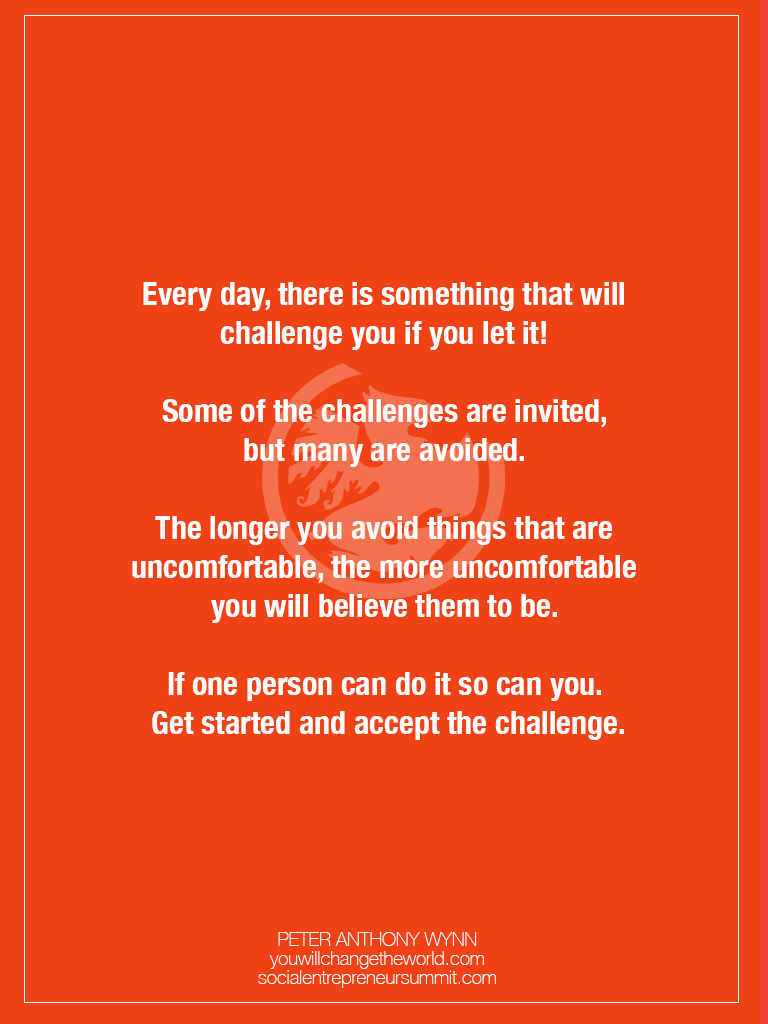 Every day, there is something that will
challenge you if you let it!
Some of the challenges are invited,
but many are avoided.
The longer you avoid things that are
uncomfortable, the more uncomfortable
you will believe them to be.
If one person can do it so can you.
Get started and accept the challenge.
PETER ANTHONY WYNN
youwillchangetheworld.com
socialentrepreneursummit.com